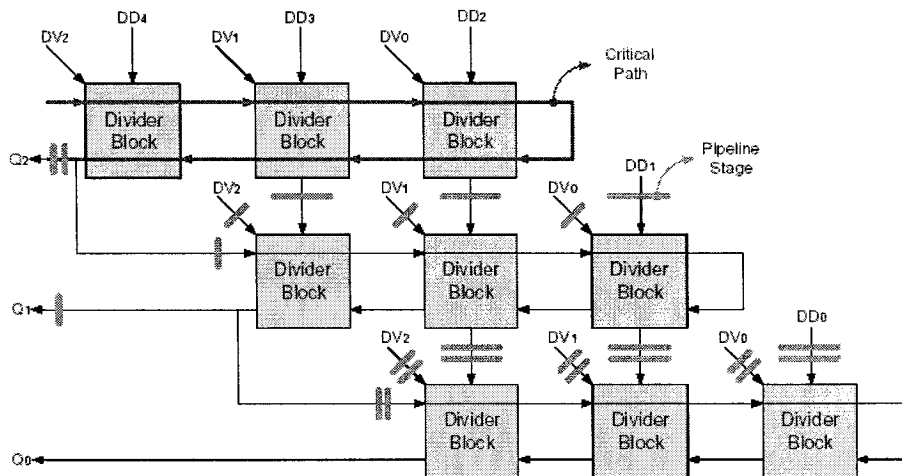 DD4 DD3 DD2
DV2 DV1 DV0
Critical
Path
Divider Divider Divider
Block Block Block
Q2
DD1
Pipeline
Stage
DV2 DV1 DV0
Divider Divider Divider
Block Block Block
Q1
DD0
DV2 DV1 DV0
Divider Divider Divider
Block Block Block
Q0